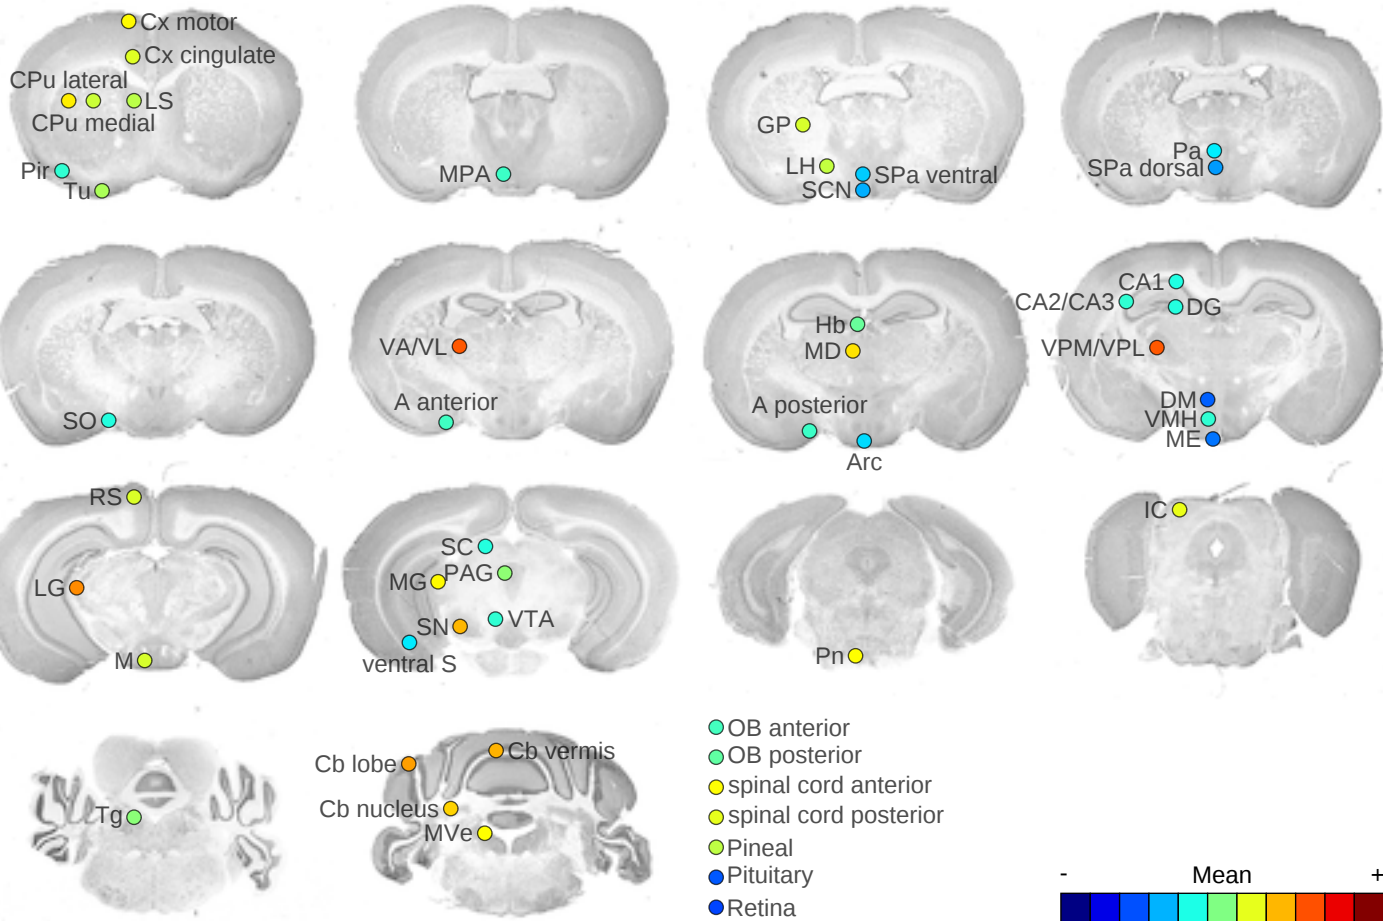 Cx motor
Cx cingulate
CPu lateral
LS
CPu medial
Pir
Tu
MPA
GP
LH
SPa ventral
SCN
Pa
SPa dorsal
SO
VA/VL
A anterior
Hb
MD
A posterior
Arc
CA1
CA2/CA3
DG
VPM/VPL
DM
VMH
ME
RS
LG
M
SC
PAG
MG
SN
VTA
ventral S
Pn
IC
Tg
Cb lobe
Cb vermis
Cb nucleus
MVe
OB anterior
OB posterior
spinal cord anterior
spinal cord posterior
Pineal
Pituitary
Retina
- Mean +